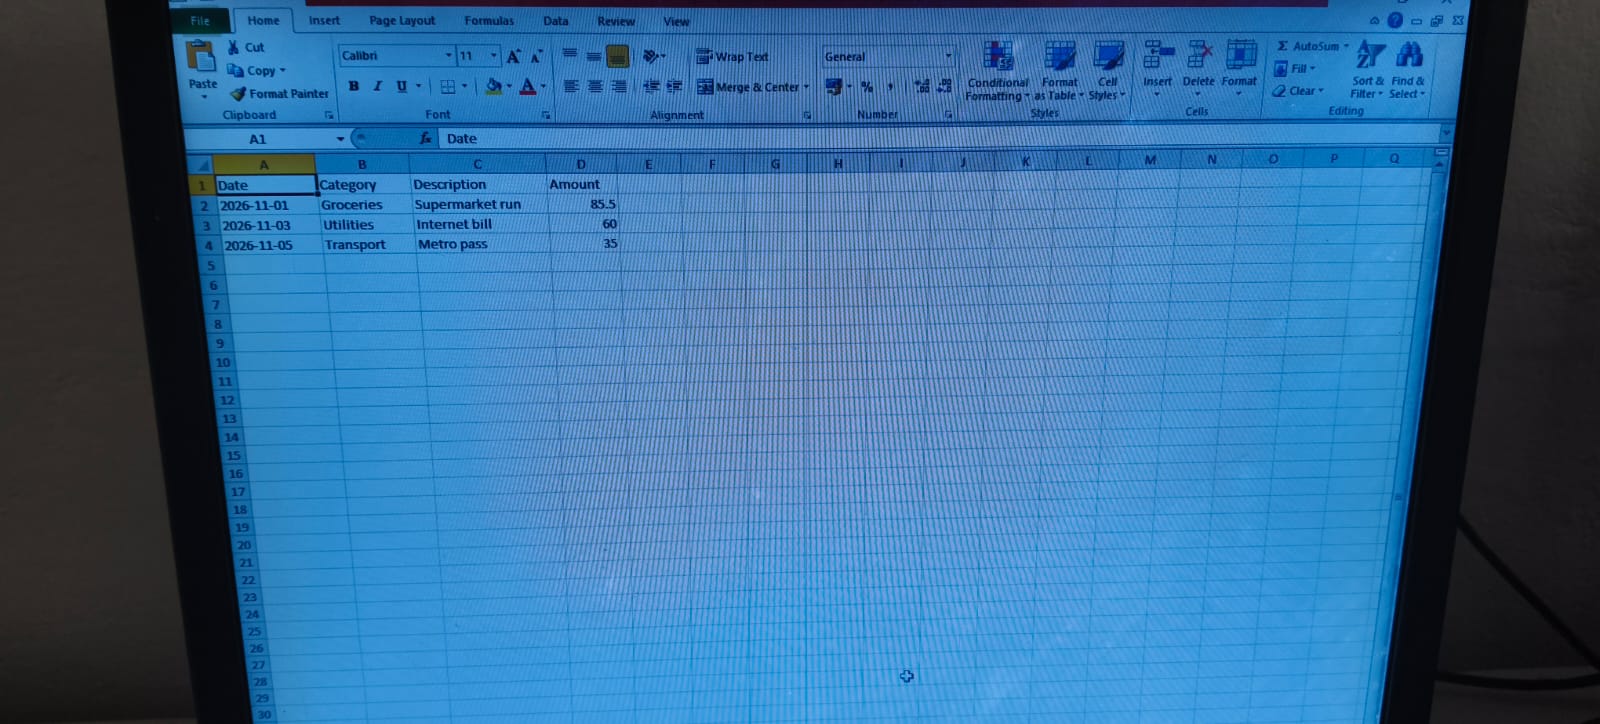 File Home Insert Page Layout Formulas Data Review View
Cut
Copy
Format Painter
Paste
Clipboard
Calibri 11 A A
B I U A
Font
Wrap Text
Merge & Center
Alignment
General
% ,
Number
Conditional Formatting
Format as Table
Cell Styles
Styles
Insert Delete Format
Cells
Σ AutoSum
Fill
Clear
Sort & Filter
Find & Select
Editing
A1 fx Date
A B C D E F G H I J K L M N O P Q
1 Date Category Description Amount
2 2026-11-01 Groceries Supermarket run 85.5
3 2026-11-03 Utilities Internet bill 60
4 2026-11-05 Transport Metro pass 35
5
6
7
8
9
10
11
12
13
14
15
16
17
18
19
20
21
22
23
24
25
26
27
28
29
30